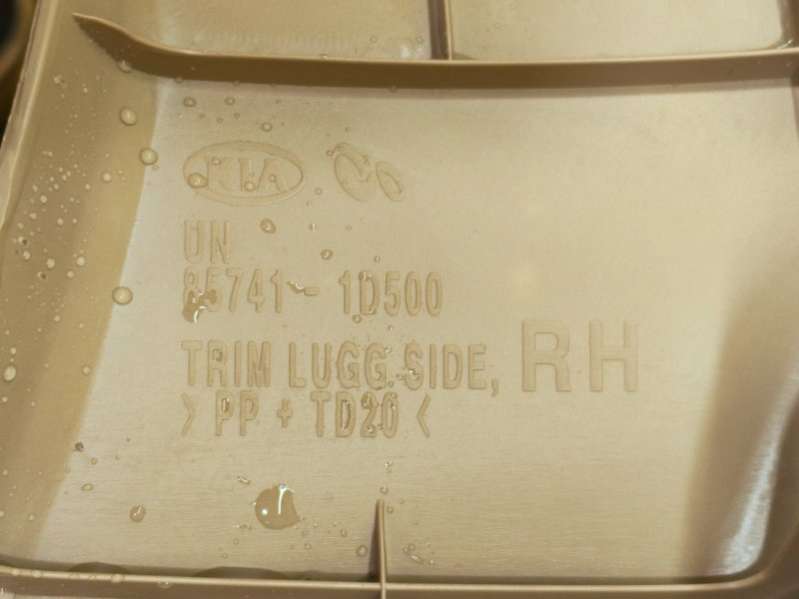 KIA
UN
85741-1D500
TRIM LUGG.SIDE, RH
>PP + TD20<